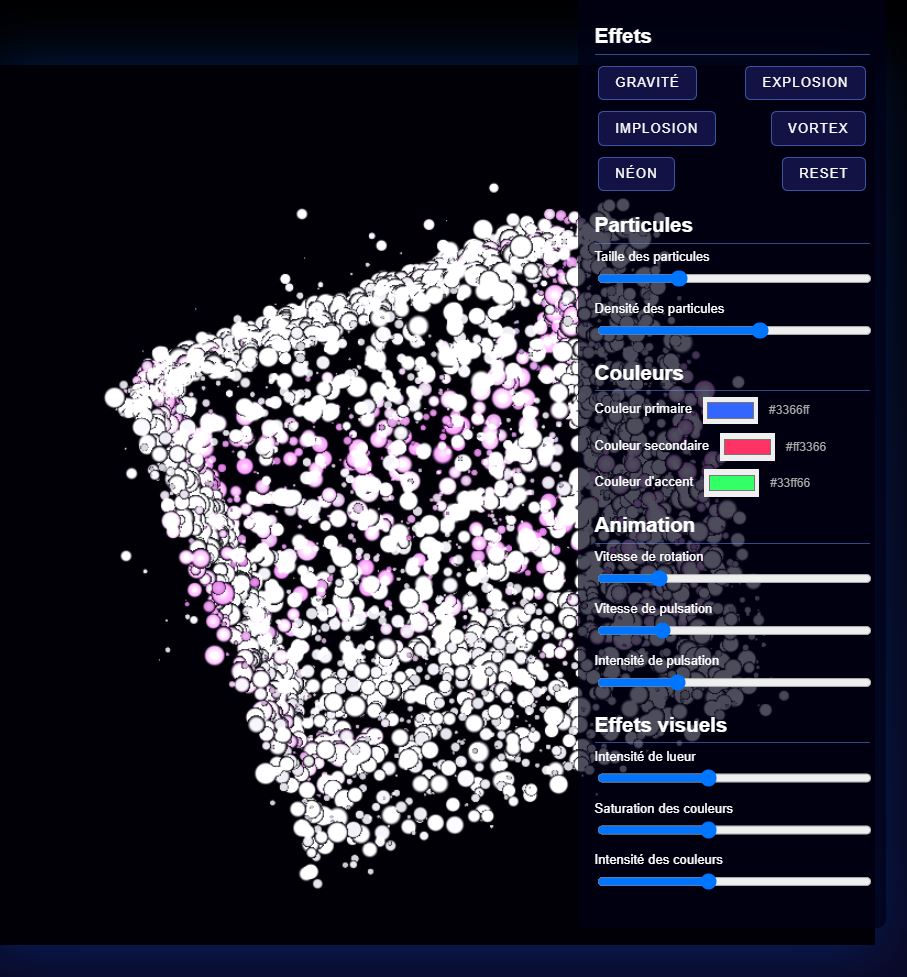 Effets
GRAVITÉ EXPLOSION
IMPLOSION VORTEX
NÉON RESET
Particules
Taille des particules
Densité des particules
Couleurs
Couleur primaire #3366ff
Couleur secondaire #ff3366
Couleur d'accent #33ff66
Animation
Vitesse de rotation
Vitesse de pulsation
Intensité de pulsation
Effets visuels
Intensité de lueur
Saturation des couleurs
Intensité des couleurs